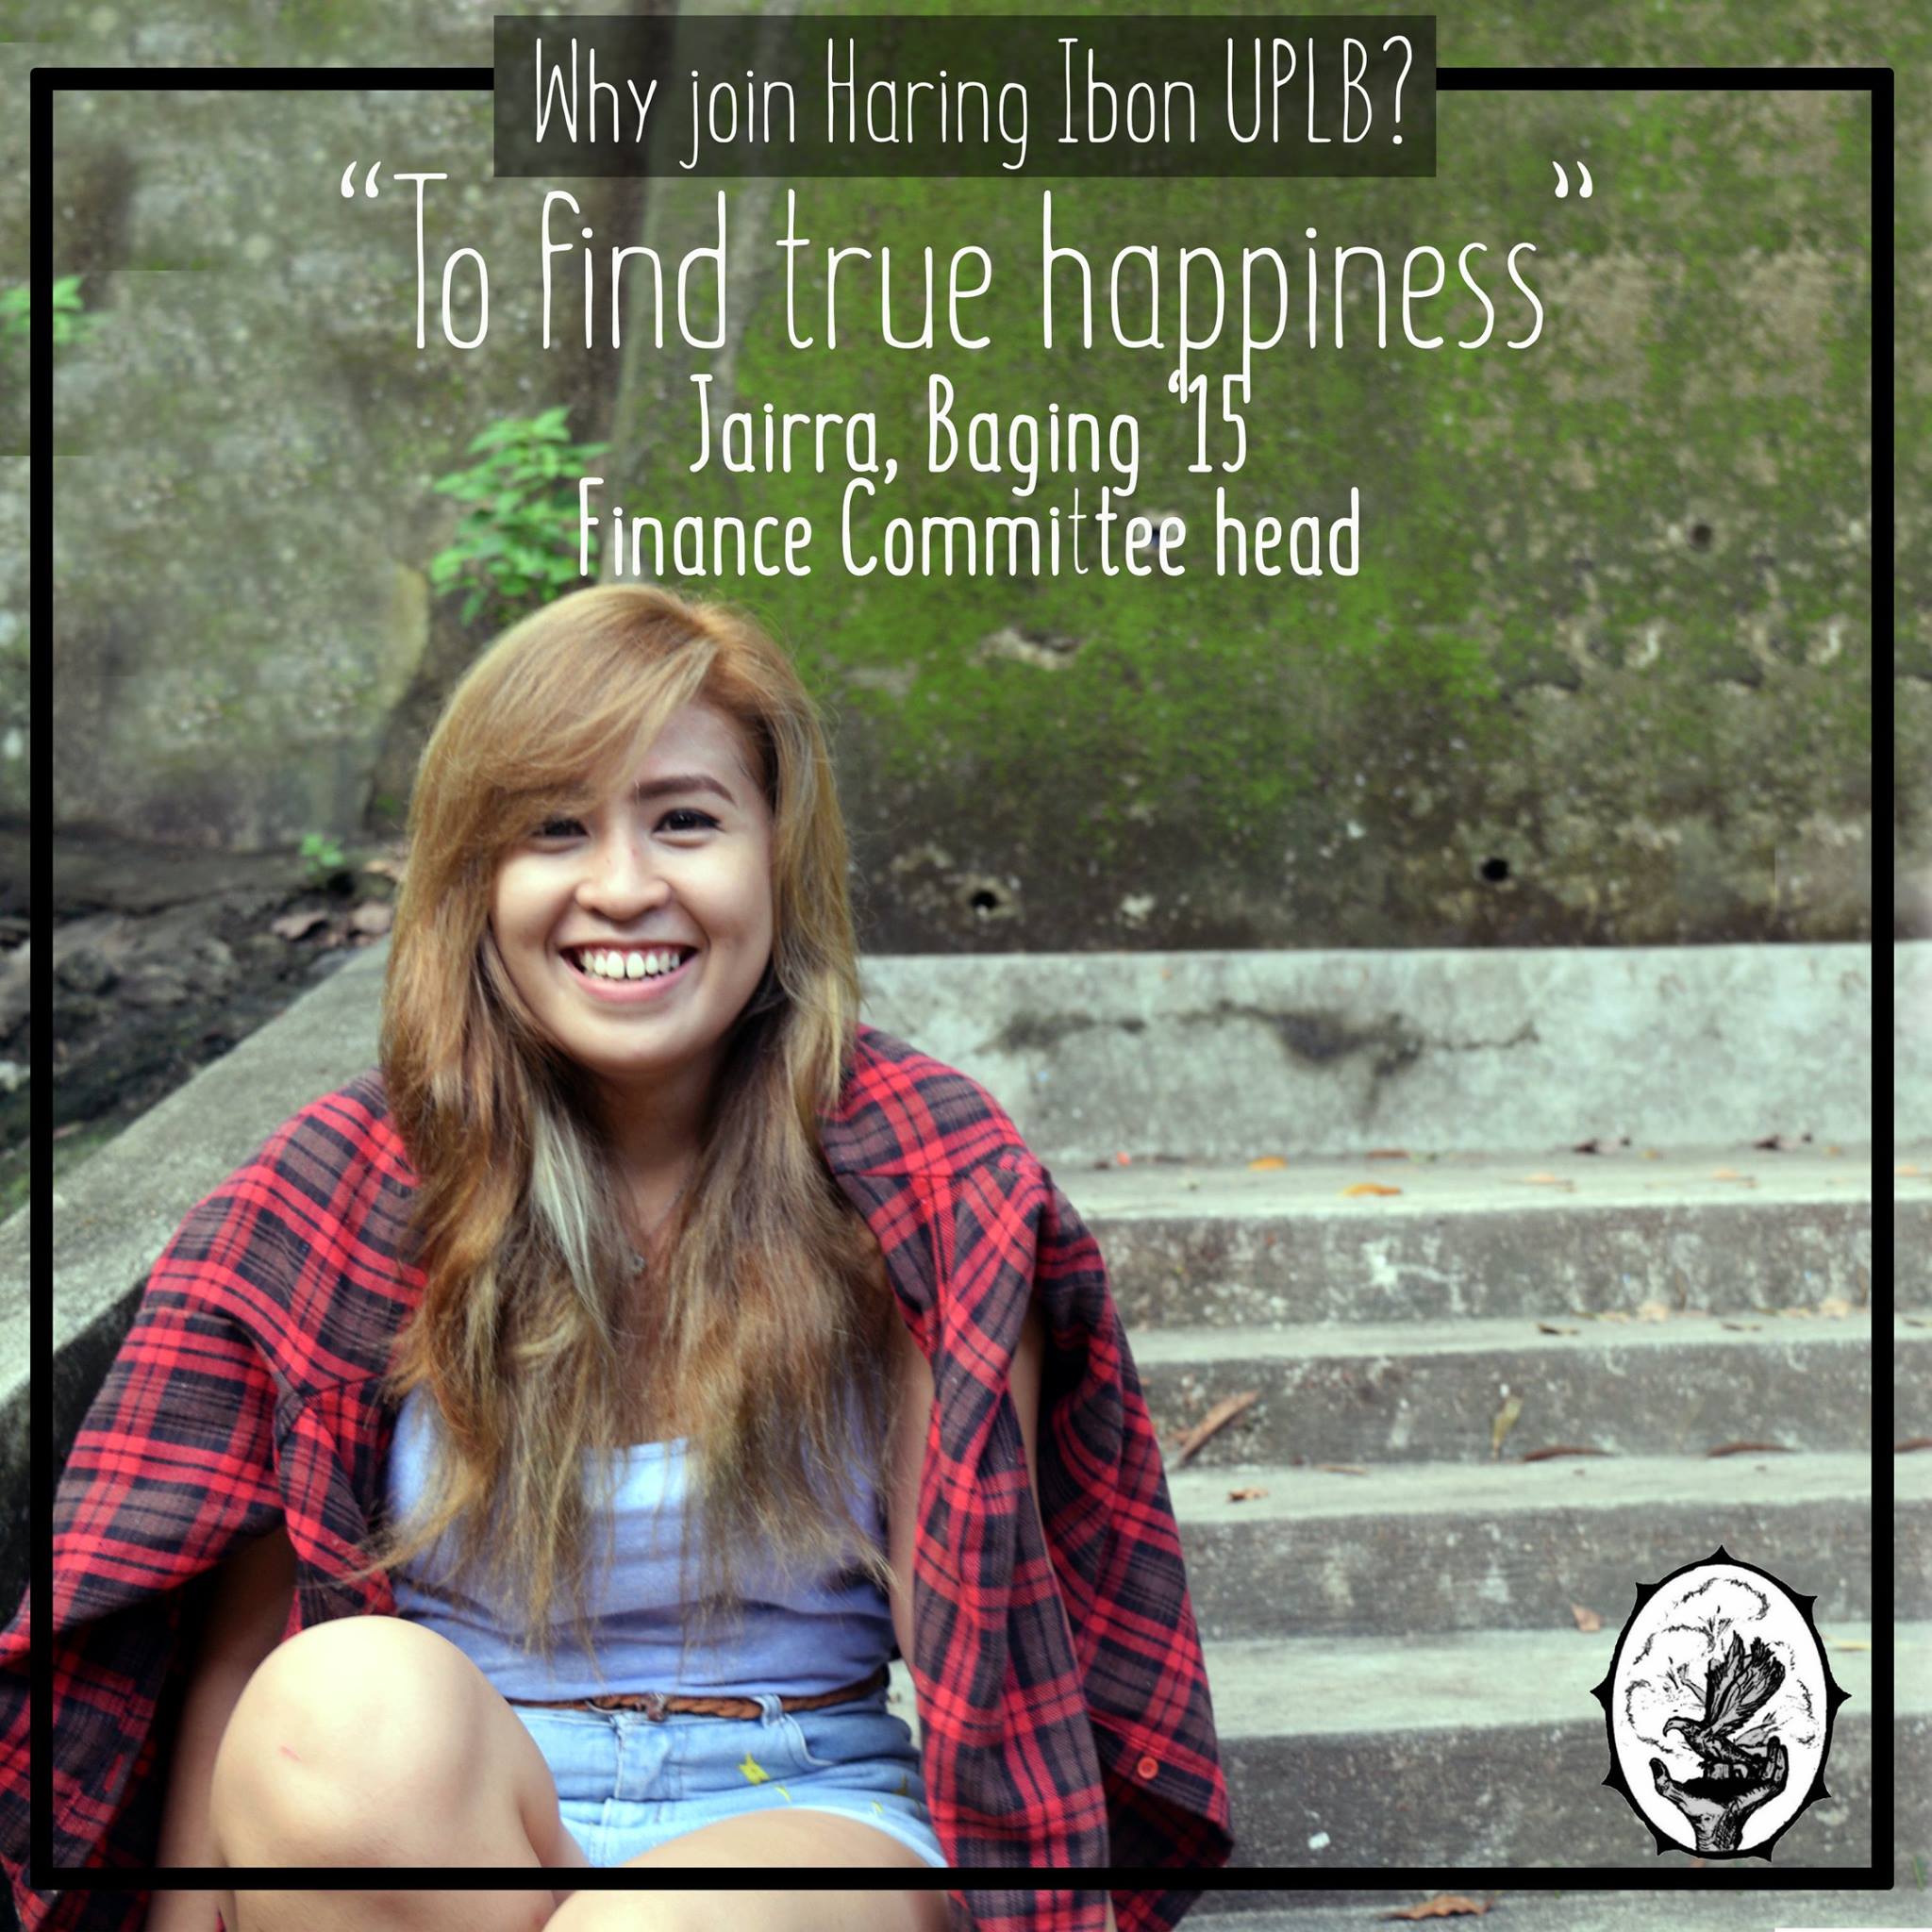 Why join Haring Ibon UPLB?
“To find true happiness”
Jairra, Baging ‘15
Finance Committee head